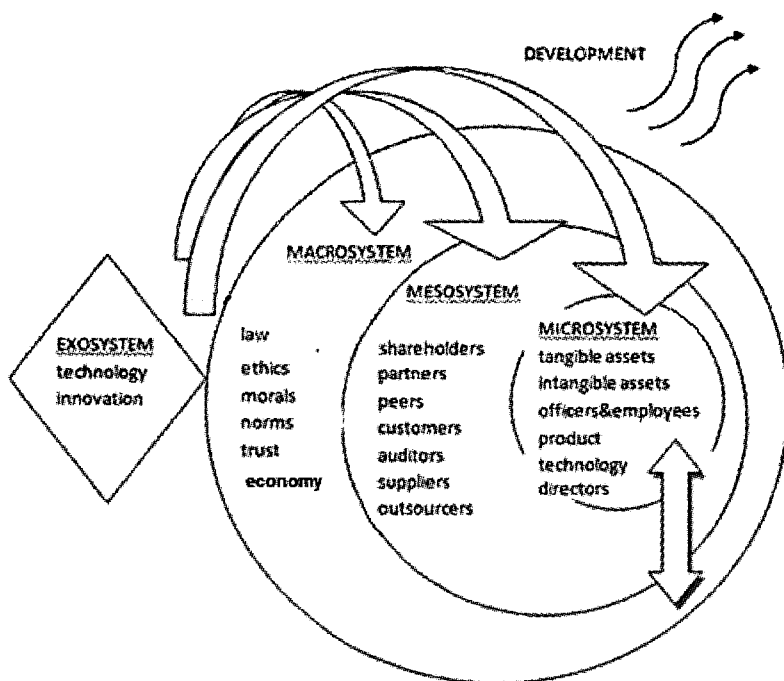 DEVELOPMENT
MACROSYSTEM
law
ethics
morals
norms
trust
economy
MESOSYSTEM
shareholders
partners
peers
customers
auditors
suppliers
outsourcers
MICROSYSTEM
tangible assets
intangible assets
officers&employees
product
technology
directors
EXOSYSTEM
technology
innovation